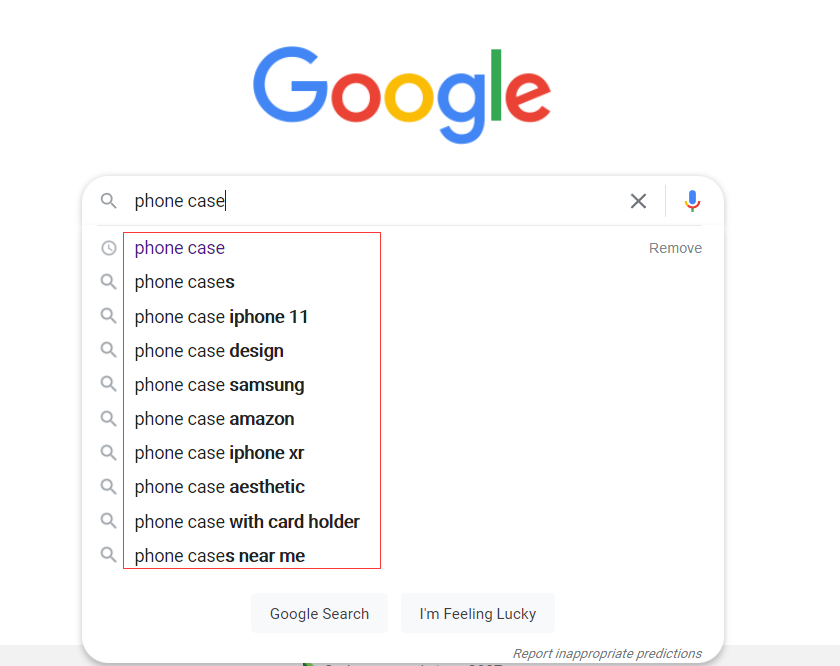 Google
phone case
phone case
Remove
phone cases
phone case iphone 11
phone case design
phone case samsung
phone case amazon
phone case iphone xr
phone case aesthetic
phone case with card holder
phone cases near me
Google Search
I'm Feeling Lucky
Report inappropriate predictions